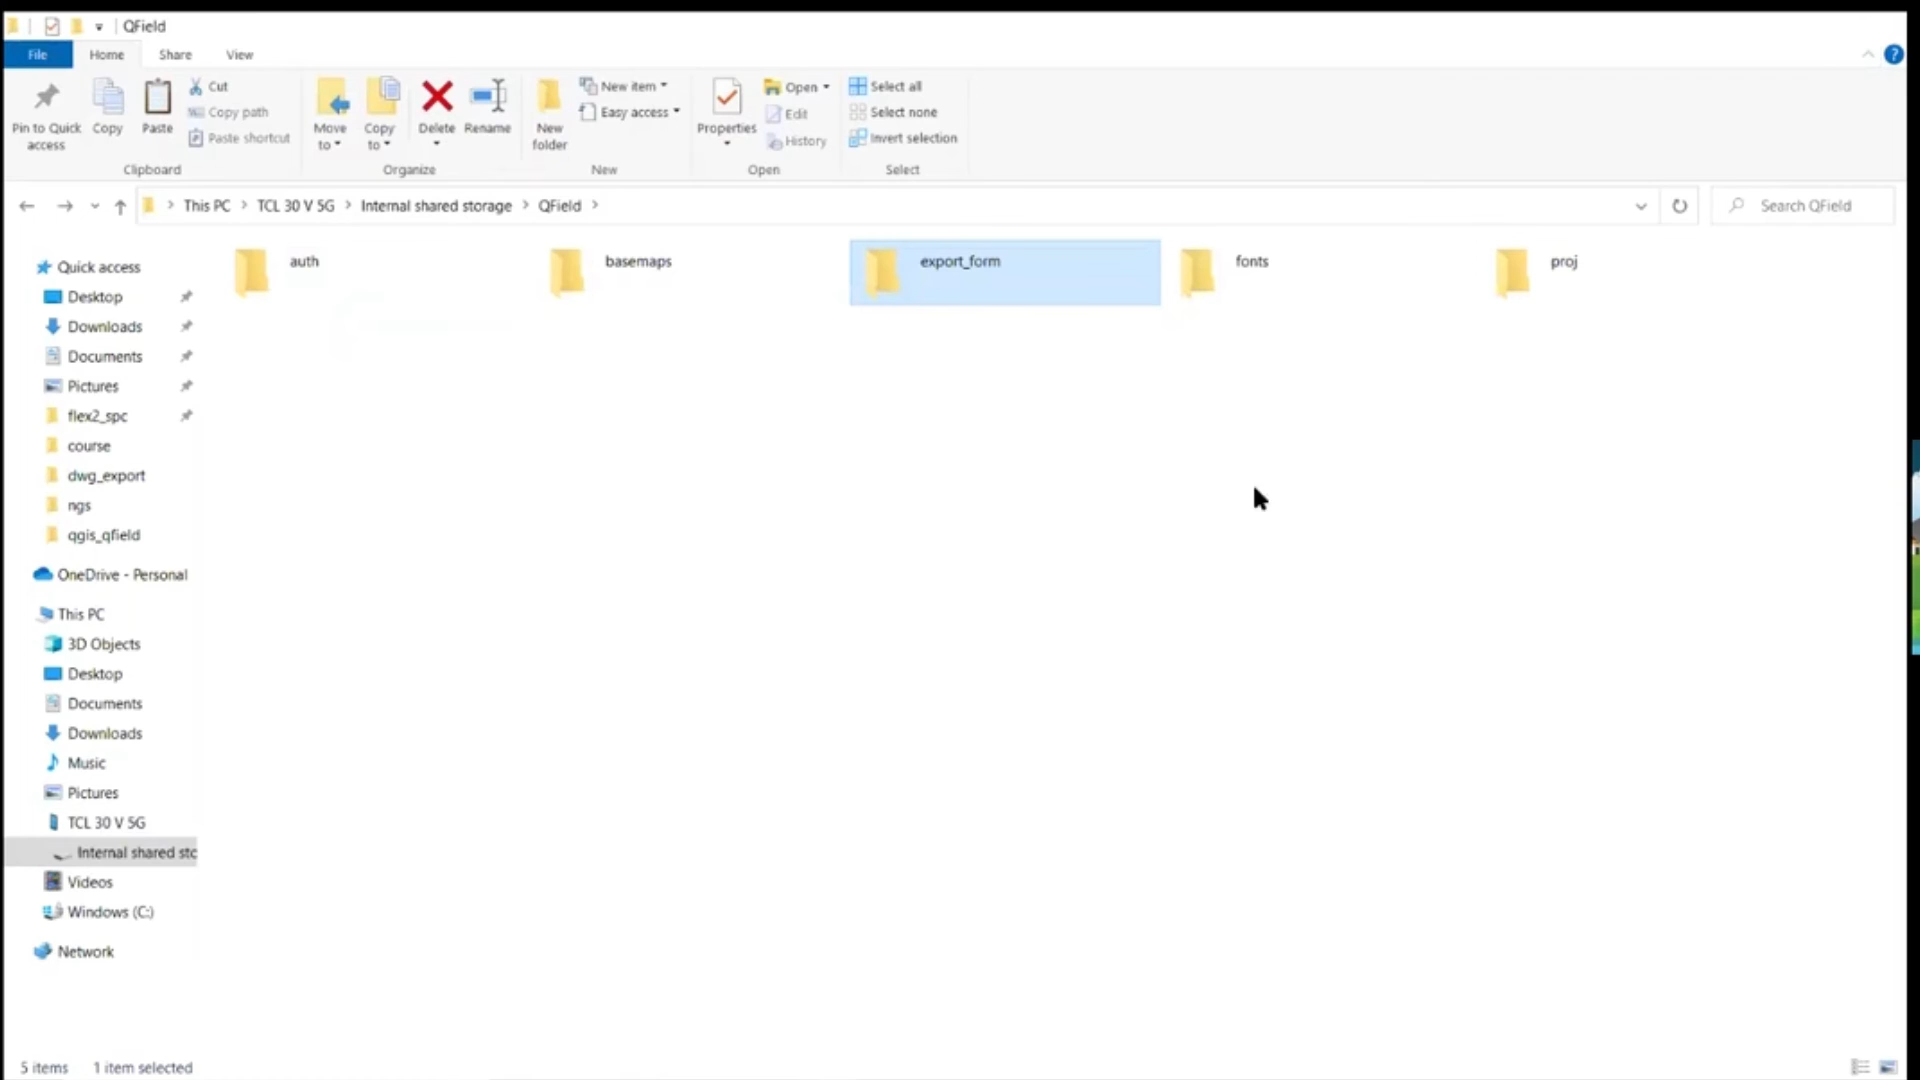 QField
File Home Share View
Pin to Quick access
Copy
Paste
Cut
Copy path
Paste shortcut
Clipboard
Move to
Copy to
Delete
Rename
Organize
New folder
New item
Easy access
New
Properties
Open
Edit
History
Open
Select all
Select none
Invert selection
Select
This PC > TCL 30 V 5G > Internal shared storage > QField >
Search QField
auth
basemaps
export_form
fonts
proj
Quick access
Desktop
Downloads
Documents
Pictures
flex2_spc
course
dwg_export
ngs
qgis_qfield
OneDrive - Personal
This PC
3D Objects
Desktop
Documents
Downloads
Music
Pictures
TCL 30 V 5G
Internal shared stc
Videos
Windows (C:)
Network
5 items 1 item selected